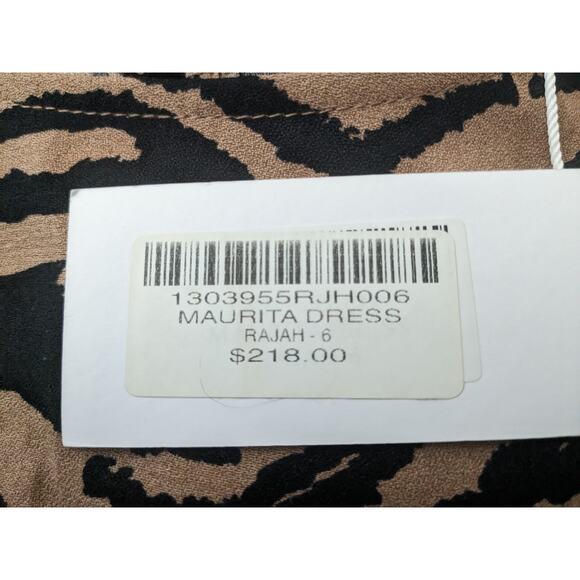 1303955RJH006
MAURITA DRESS
RAJAH - 6
$218.00